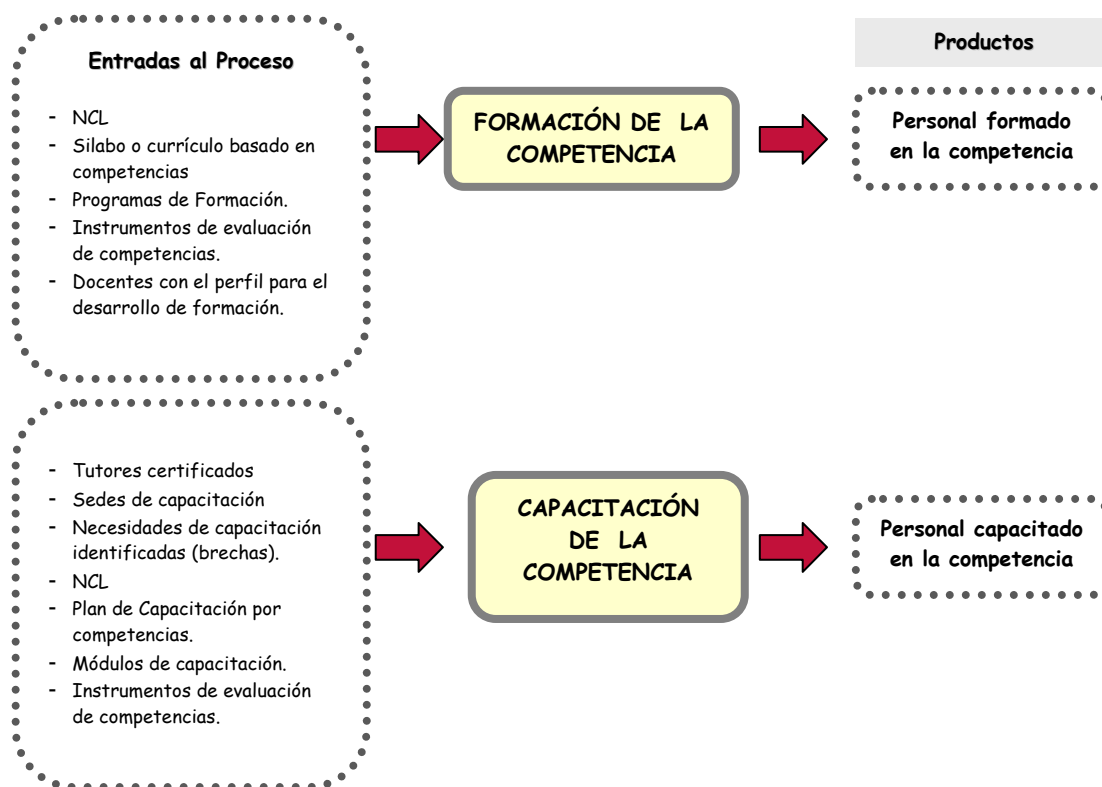 Entradas al Proceso
- NCL
- Silabo o currículo basado en
competencias
- Programas de Formación.
- Instrumentos de evaluación
de competencias.
- Docentes con el perfil para el
desarrollo de formación.
FORMACIÓN DE LA
COMPETENCIA
Productos
Personal formado
en la competencia
- Tutores certificados
- Sedes de capacitación
- Necesidades de capacitación
identificadas (brechas).
- NCL
- Plan de Capacitación por
competencias.
- Módulos de capacitación.
- Instrumentos de evaluación
de competencias.
CAPACITACIÓN
DE LA
COMPETENCIA
Personal capacitado
en la competencia